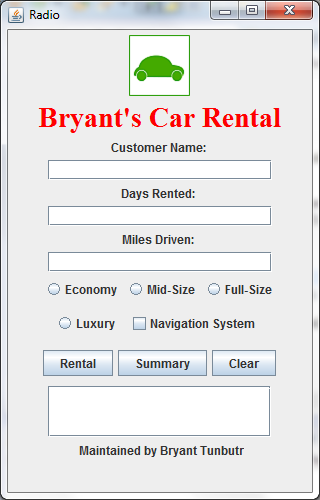 Radio
Bryant's Car Rental
Customer Name:
Days Rented:
Miles Driven:
Economy Mid-Size Full-Size
Luxury Navigation System
Rental Summary Clear
Maintained by Bryant Tunbutr